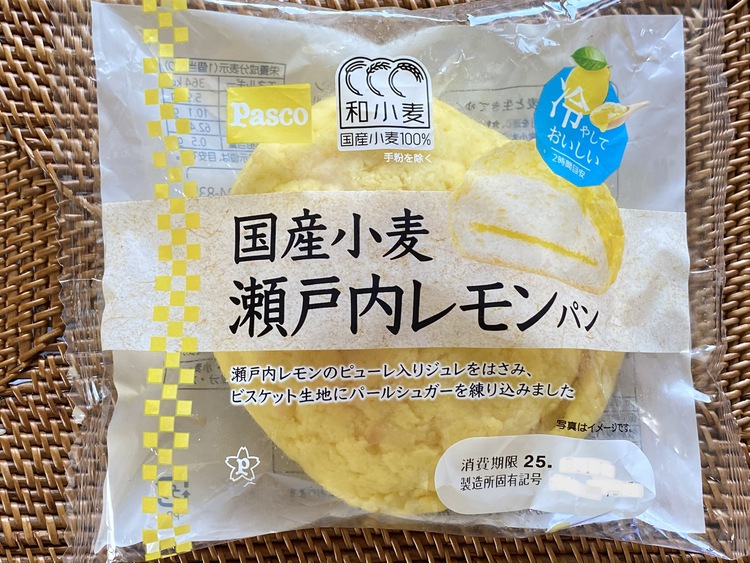 Pasco
和小麦
国産小麦100%
手粉を除く
冷やして
おいしい
2時間目安
国産小麦
瀬戸内レモンパン
瀬戸内レモンのピューレ入りジュレをはさみ、
ビスケット生地にパールシュガーを練り込みました
写真はイメージです。
消費期限 25.
製造所固有記号
P